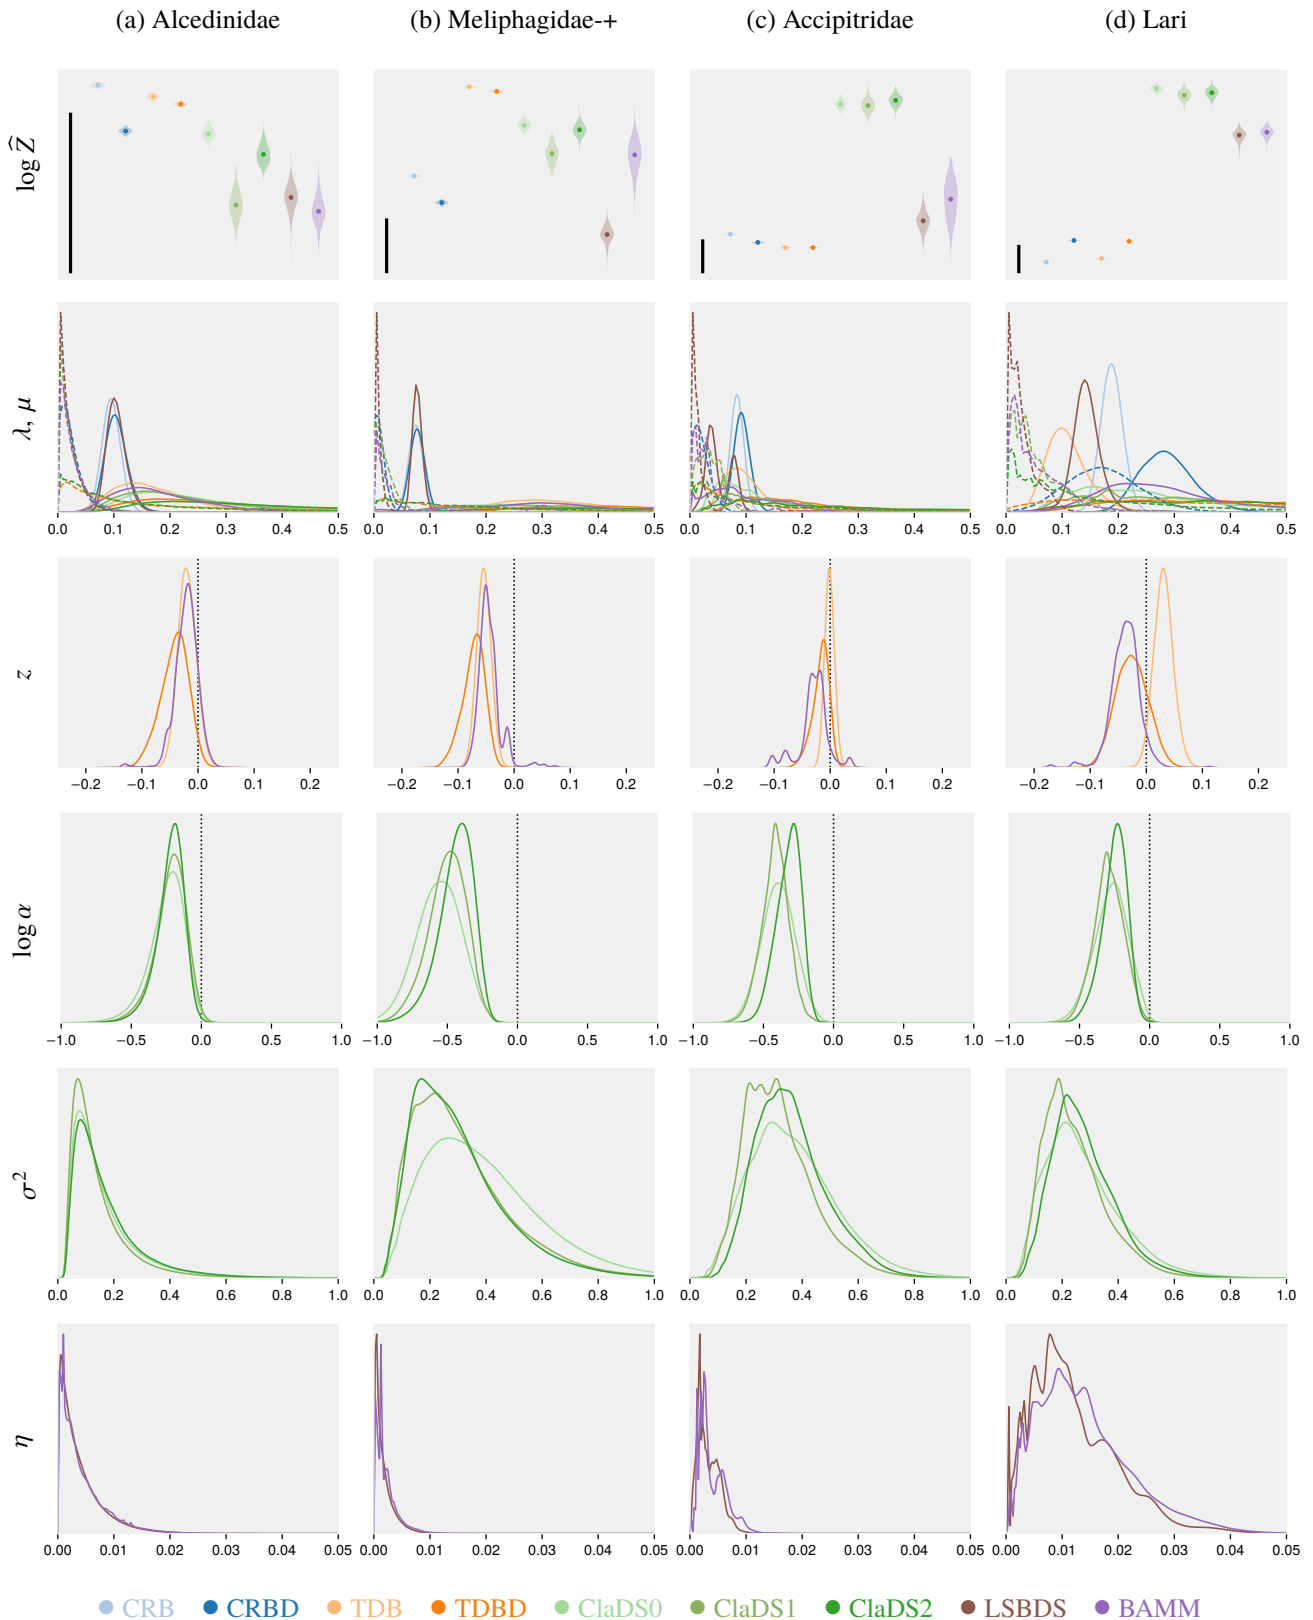 (a) Alcedinidae (b) Meliphagidae-+ (c) Accipitridae (d) Lari
log Ẑ
λ, μ
0.0 0.1 0.2 0.3 0.4 0.5 0.0 0.1 0.2 0.3 0.4 0.5 0.0 0.1 0.2 0.3 0.4 0.5 0.0 0.1 0.2 0.3 0.4 0.5
z
−0.2 −0.1 0.0 0.1 0.2 −0.2 −0.1 0.0 0.1 0.2 −0.2 −0.1 0.0 0.1 0.2 −0.2 −0.1 0.0 0.1 0.2
log α
−1.0 −0.5 0.0 0.5 1.0 −1.0 −0.5 0.0 0.5 1.0 −1.0 −0.5 0.0 0.5 1.0 −1.0 −0.5 0.0 0.5 1.0
σ²
0.0 0.2 0.4 0.6 0.8 1.0 0.0 0.2 0.4 0.6 0.8 1.0 0.0 0.2 0.4 0.6 0.8 1.0 0.0 0.2 0.4 0.6 0.8 1.0
η
0.00 0.01 0.02 0.03 0.04 0.05 0.00 0.01 0.02 0.03 0.04 0.05 0.00 0.01 0.02 0.03 0.04 0.05 0.00 0.01 0.02 0.03 0.04 0.05
CRB CRBD TDB TDBD ClaDS0 ClaDS1 ClaDS2 LSBDS BAMM